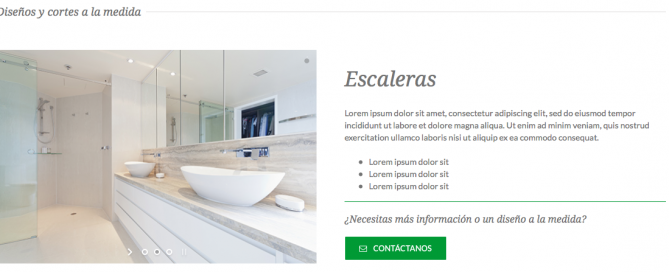 Diseños y cortes a la medida
Escaleras
Lorem ipsum dolor sit amet, consectetur adipiscing elit, sed do eiusmod tempor
incididunt ut labore et dolore magna aliqua. Ut enim ad minim veniam, quis nostrud
exercitation ullamco laboris nisi ut aliquip ex ea commodo consequat.
Lorem ipsum dolor sit
Lorem ipsum dolor sit
Lorem ipsum dolor sit
¿Necesitas más información o un diseño a la medida?
CONTÁCTANOS